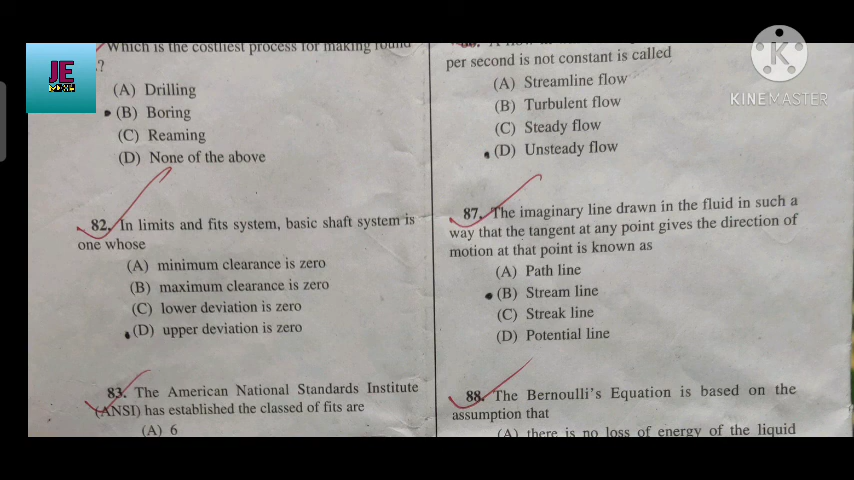 JE
KINEMASTER
Which is the costliest process for making round
?
(A) Drilling
(B) Boring
(C) Reaming
(D) None of the above
82. In limits and fits system, basic shaft system is
one whose
(A) minimum clearance is zero
(B) maximum clearance is zero
(C) lower deviation is zero
(D) upper deviation is zero
83. The American National Standards Institute
(ANSI) has established the classed of fits are
(A) 6
per second is not constant is called
(A) Streamline flow
(B) Turbulent flow
(C) Steady flow
(D) Unsteady flow
87. The imaginary line drawn in the fluid in such a
way that the tangent at any point gives the direction of
motion at that point is known as
(A) Path line
(B) Stream line
(C) Streak line
(D) Potential line
88. The Bernoulli's Equation is based on the
assumption that
(A) there is no loss of energy of the liquid